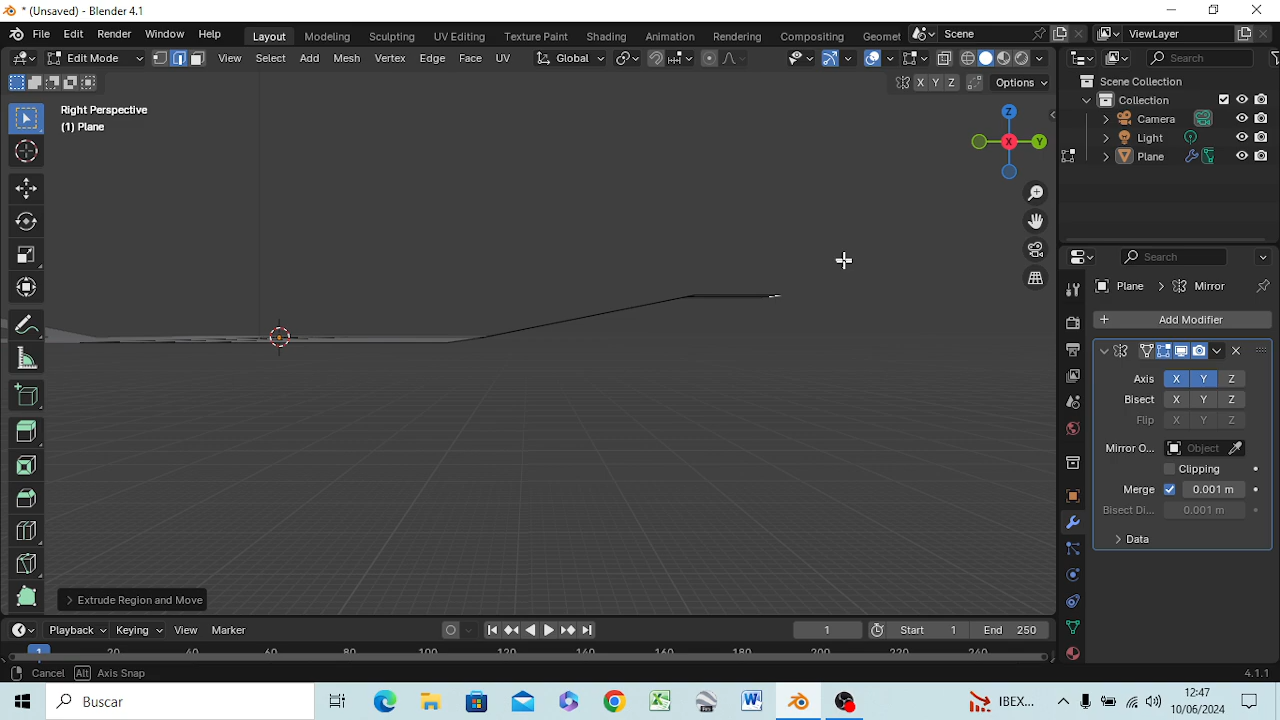 * (Unsaved) - Blender 4.1
File Edit Render Window Help Layout Modeling Sculpting UV Editing Texture Paint Shading Animation Rendering Compositing Geomet Scene ViewLayer
Edit Mode View Select Add Mesh Vertex Edge Face UV Global Search
X Y Z Options
Right Perspective
(1) Plane
Z
X
Y
Scene Collection
Collection
Camera
Light
Plane
Search
Plane > Mirror
+ Add Modifier
Axis X Y Z
Bisect X Y Z
Flip X Y Z
Mirror O... Object
Clipping
Merge 0.001 m
Bisect Di... 0.001 m
> Data
> Extrude Region and Move
Playback Keying View Marker 1 Start 1 End 250
1 20 40 60 80 100 120 140 160 180 200 220 240
Cancel Alt Axis Snap 4.1.1
Buscar IBEX... 12:47
10/06/2024